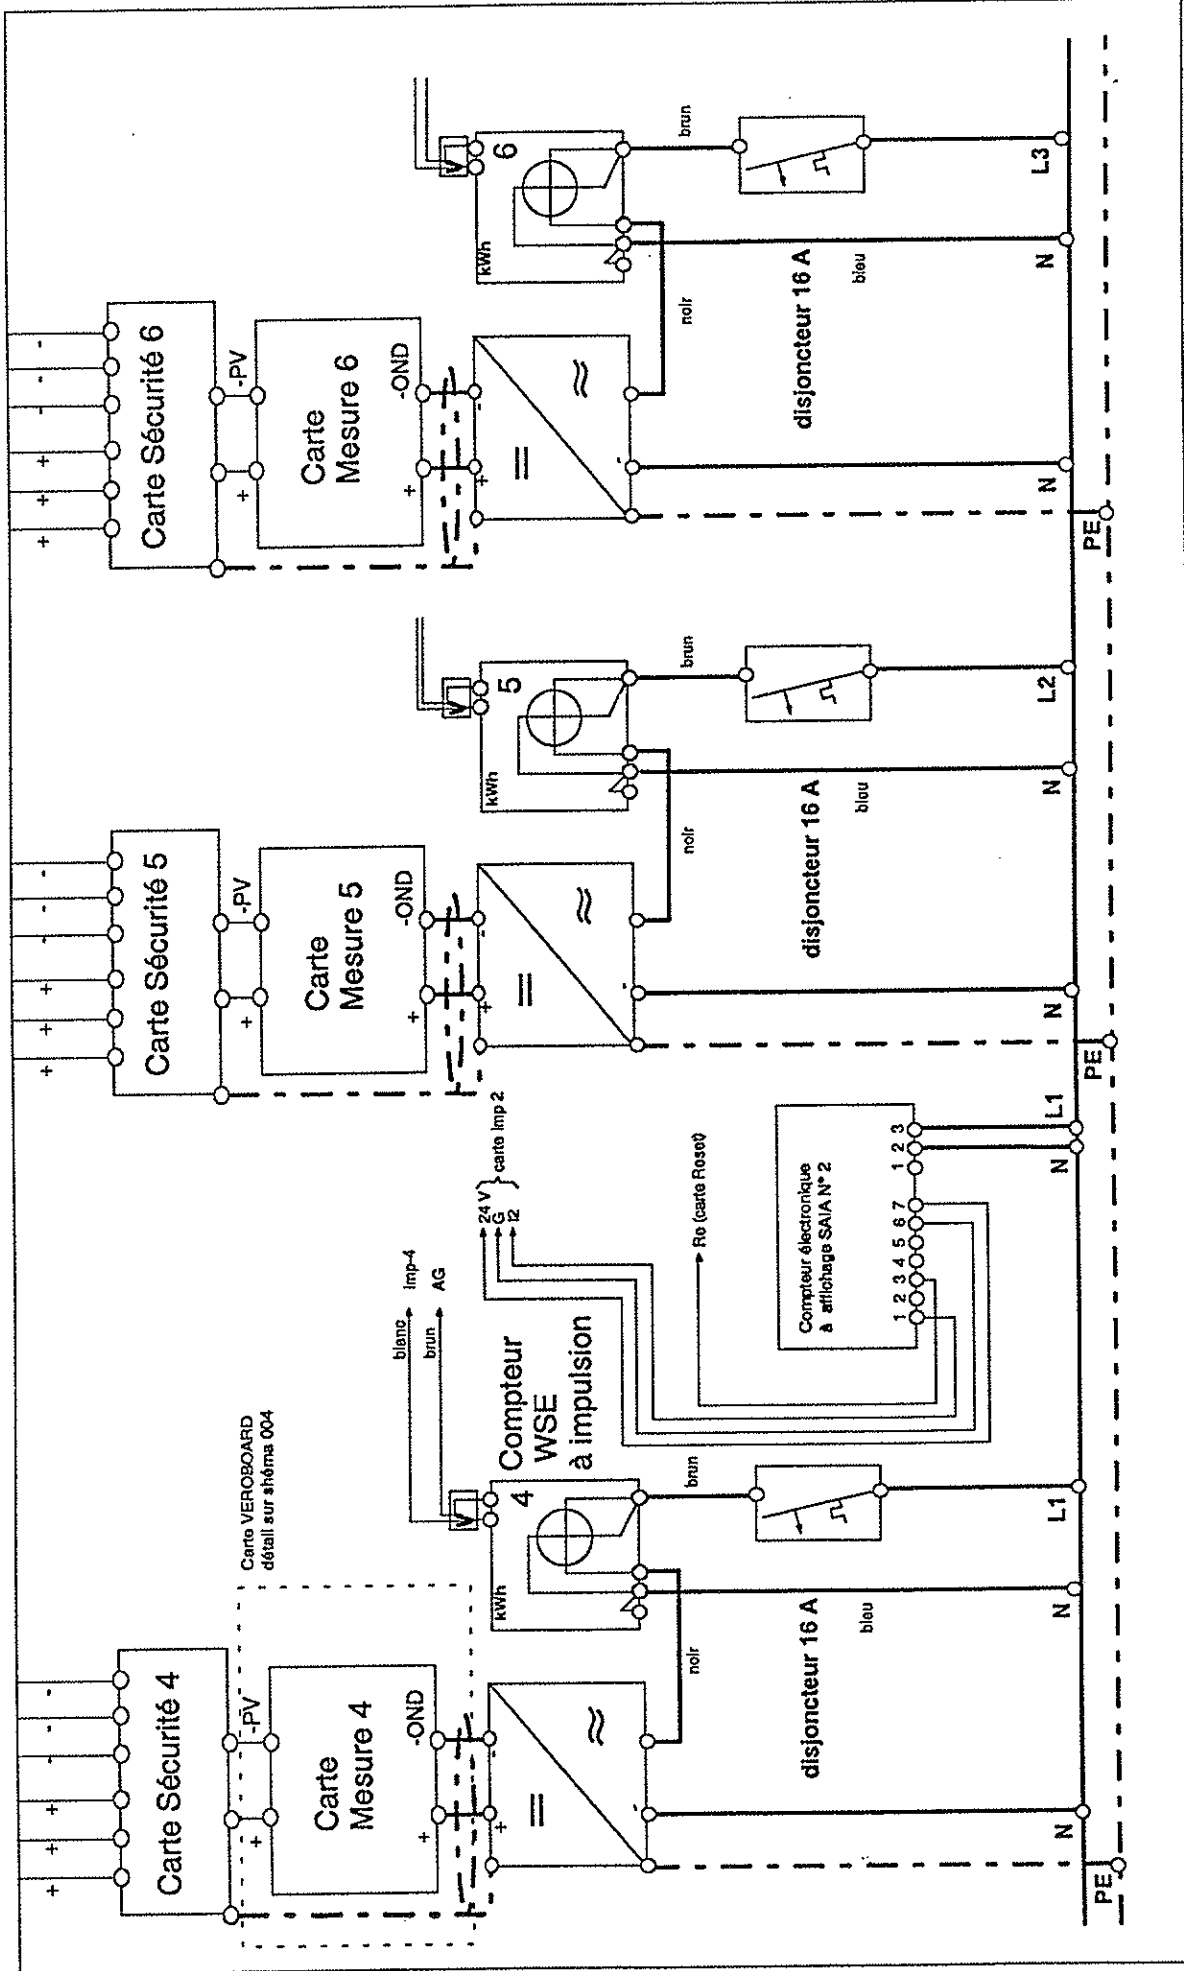 + + + - - -
Carte Sécurité 4
+ -PV
Carte
Mesure 4
+ -OND
Carte VEROBOARD
détail sur shéma 004
+ -
= ≈
-
noir
kWh
4
blanc
Imp-4
brun
AG
Compteur
WSE
à impulsion
brun
disjoncteur 16 A
bleu
PE
N
N
L1
24 V
G
I2
carte Imp 2
Re (carte Reset)
Compteur électronique
à affichage SAIA N° 2
1 2 3 4 5 6 7 1 2 3
N
L1
+ + + - - -
Carte Sécurité 5
+ -PV
Carte
Mesure 5
+ -OND
+ -
= ≈
-
noir
kWh
5
brun
disjoncteur 16 A
bleu
PE
N
N
L2
+ + + - - -
Carte Sécurité 6
+ -PV
Carte
Mesure 6
+ -OND
+ -
= ≈
-
noir
kWh
6
brun
disjoncteur 16 A
bleu
PE
N
N
L3